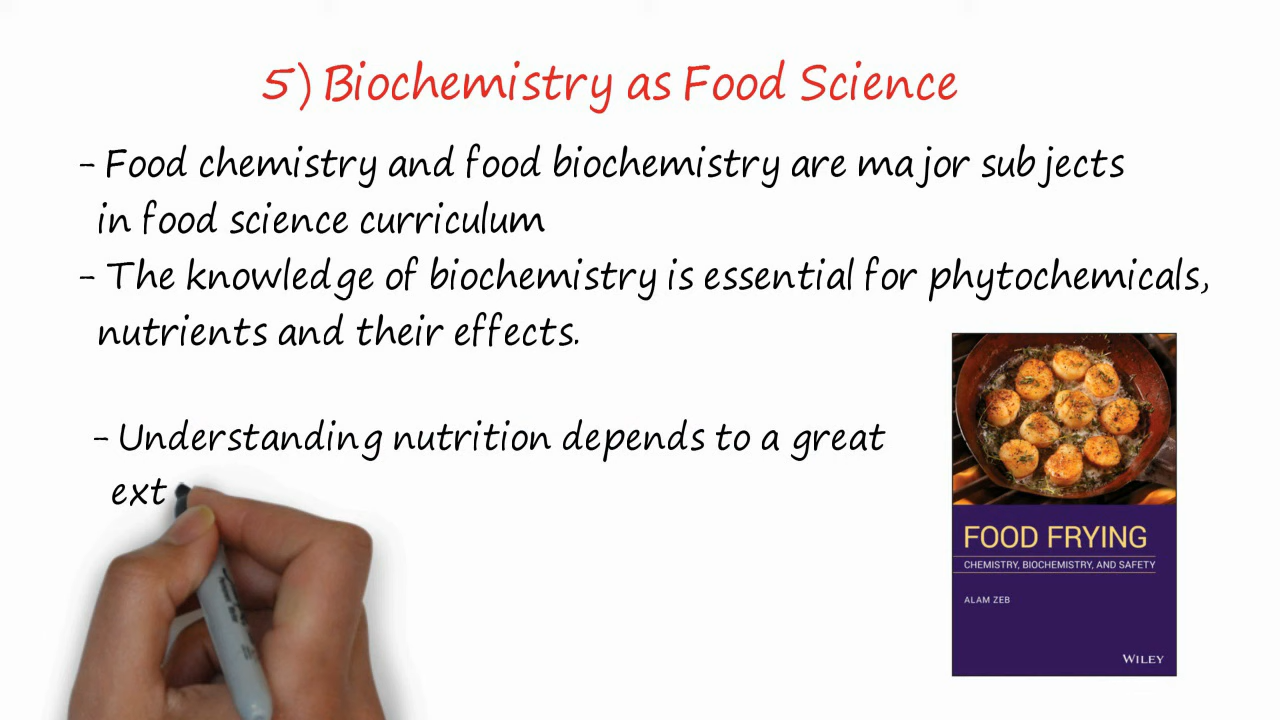 5) Biochemistry as Food Science
- Food chemistry and food biochemistry are major subjects
in food science curriculum
- The knowledge of biochemistry is essential for phytochemicals,
nutrients and their effects.
- Understanding nutrition depends to a great
ext
FOOD FRYING
CHEMISTRY, BIOCHEMISTRY, AND SAFETY
ALAM ZEB
WILEY